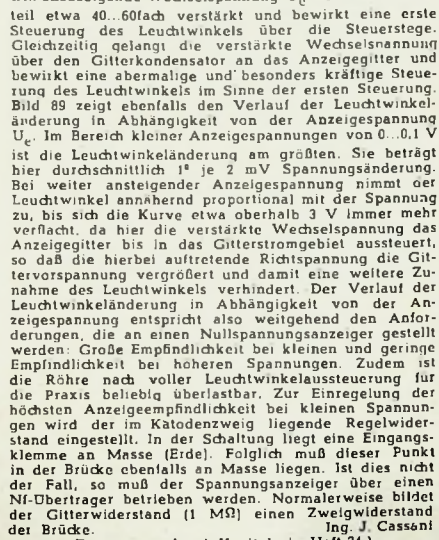 teil etwa 40...60fach verstärkt und bewirkt eine erste
Steuerung des Leuchtwinkels über die Steuerstege.
Gleichzeitig gelangt die verstärkte Wechselspannung
über den Gitterkondensator an das Anzeigegitter und
bewirkt eine abermalige und besonders kräftige Steue-
rung des Leuchtwinkels im Sinne der ersten Steuerung.
Bild 89 zeigt ebenfalls den Verlauf der Leuchtwinkel-
änderung in Abhängigkeit von der Anzeigespannung
Ue. Im Bereich kleiner Anzeigespannungen von 0...0,1 V
ist die Leuchtwinkeländerung am größten. Sie beträgt
hier durchschnittlich 1° je 2 mV Spannungsänderung.
Bei weiter ansteigender Anzeigespannung nimmt der
Leuchtwinkel annähernd proportional mit der Spannung
zu, bis sich die Kurve etwa oberhalb 3 V immer mehr
verflacht, da hier die verstärkte Wechselspannung das
Anzeigegitter bis in das Gitterstromgebiet aussteuert,
so daß die hierbei auftretende Richtspannung die Git-
tervorspannung vergrößert und damit eine weitere Zu-
nahme des Leuchtwinkels verhindert. Der Verlauf der
Leuchtwinkeländerung in Abhängigkeit von der An-
zeigespannung entspricht also weitgehend den Anfor-
derungen, die an einen Nullspannungsanzeiger gestellt
werden: Große Empfindlichkeit bei kleinen und geringe
Empfindlichkeit bei höheren Spannungen. Zudem ist
die Röhre nach voller Leuchtwinkelaussteuerung für
die Praxis beliebig überlastbar. Zur Einregelung der
höchsten Anzeigeempfindlichkeit bei kleinen Spannun-
gen wird der im Katodenzweig liegende Regelwider-
stand eingestellt. In der Schaltung liegt eine Eingangs-
klemme an Masse (Erde). Folglich muß dieser Punkt
in der Brücke ebenfalls an Masse liegen. Ist dies nicht
der Fall, so muß der Spannungsanzeiger über einen
Nf-Übertrager betrieben werden. Normalerweise bildet
der Gitterwiderstand (1 MΩ) einen Zweigwiderstand
der Brücke. Ing. J. Cassani